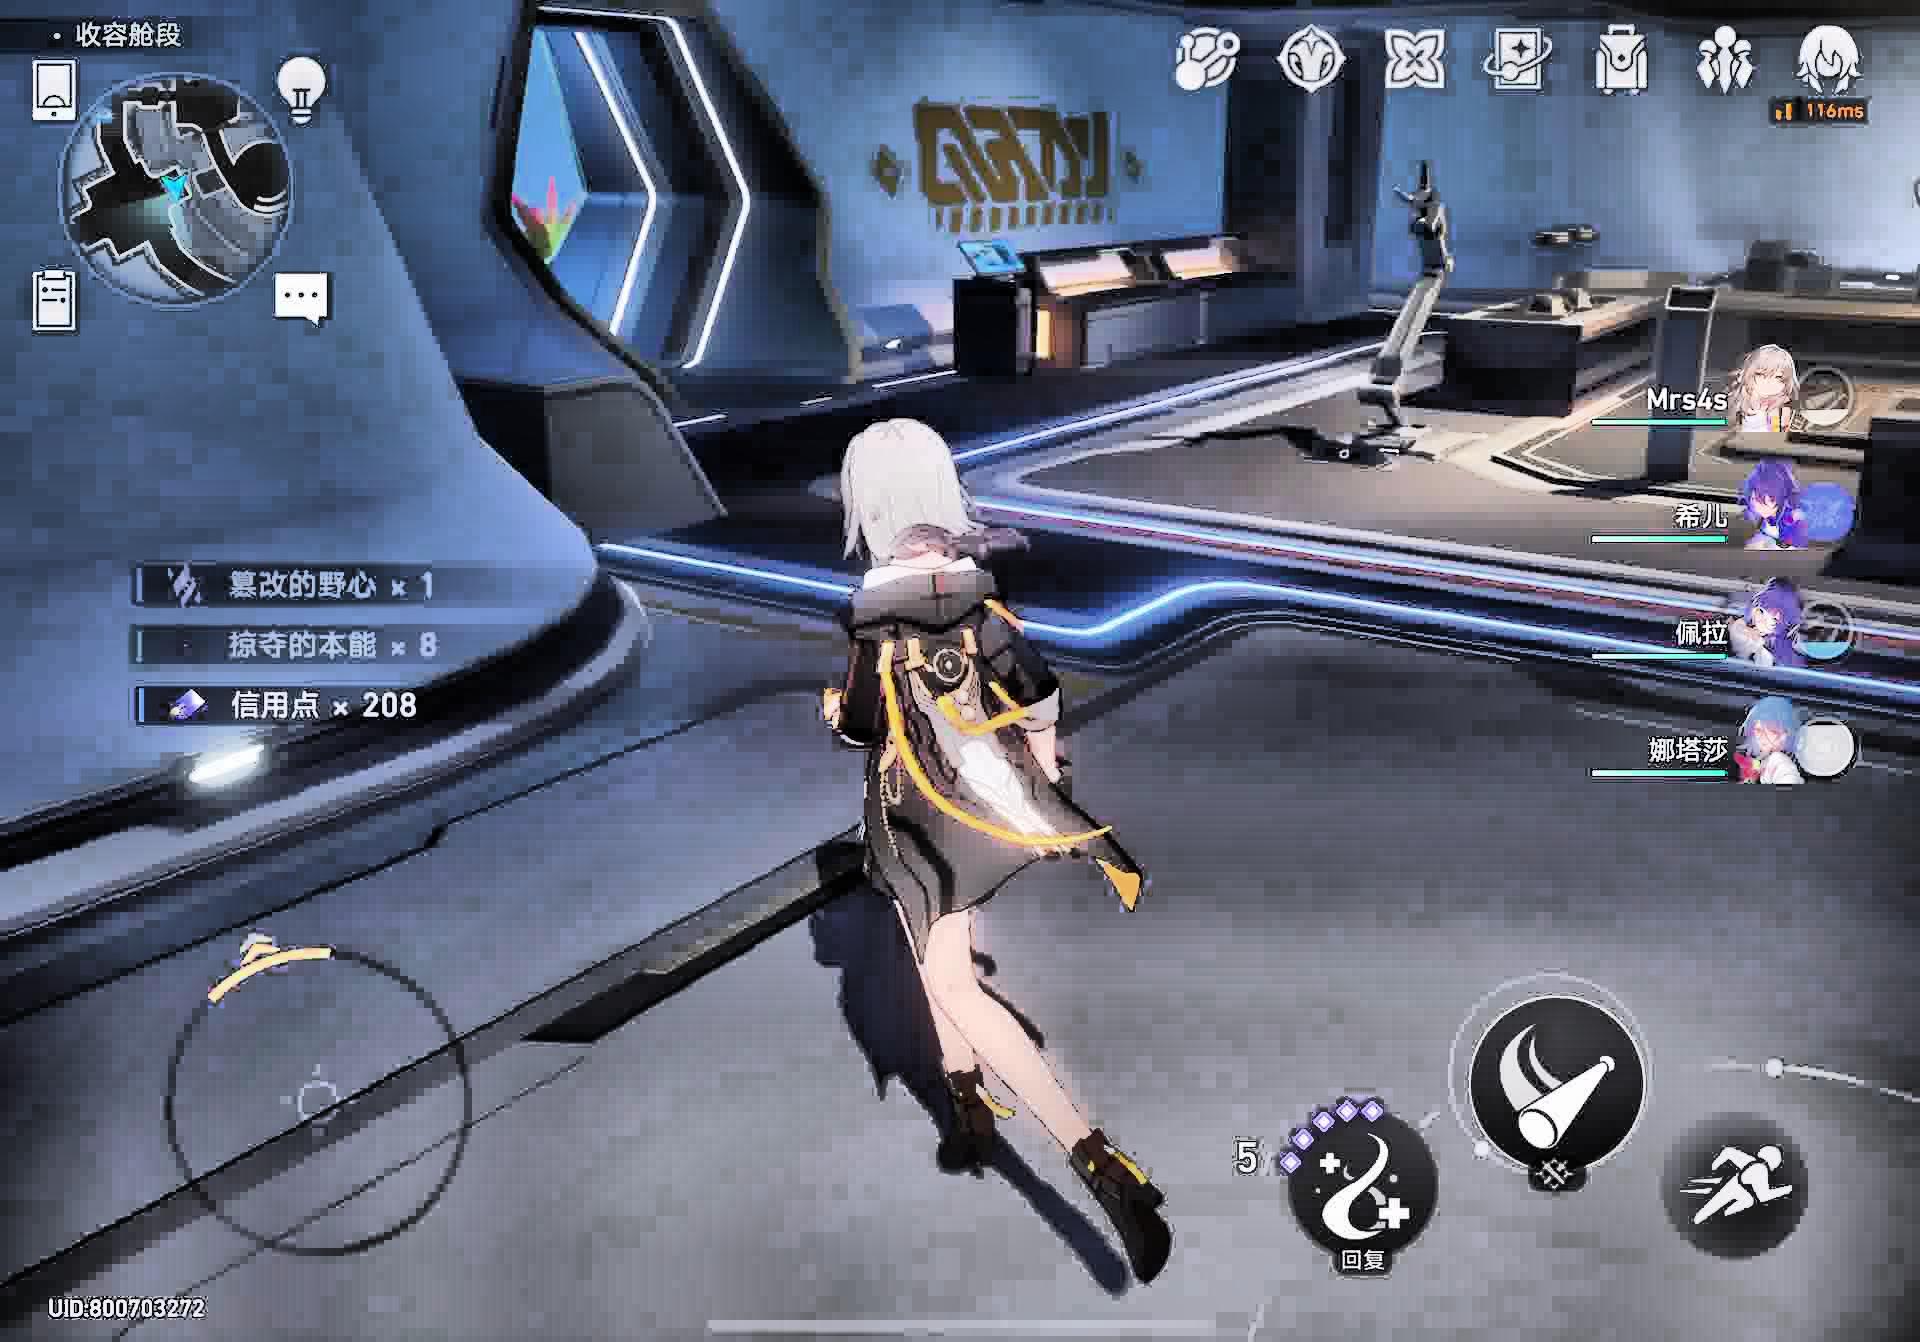 · 收容舱段
116ms
Mrs4s
希儿
佩拉
娜塔莎
篡改的野心 × 1
掠夺的本能 × 8
信用点 × 208
5
回复
UID:800703272